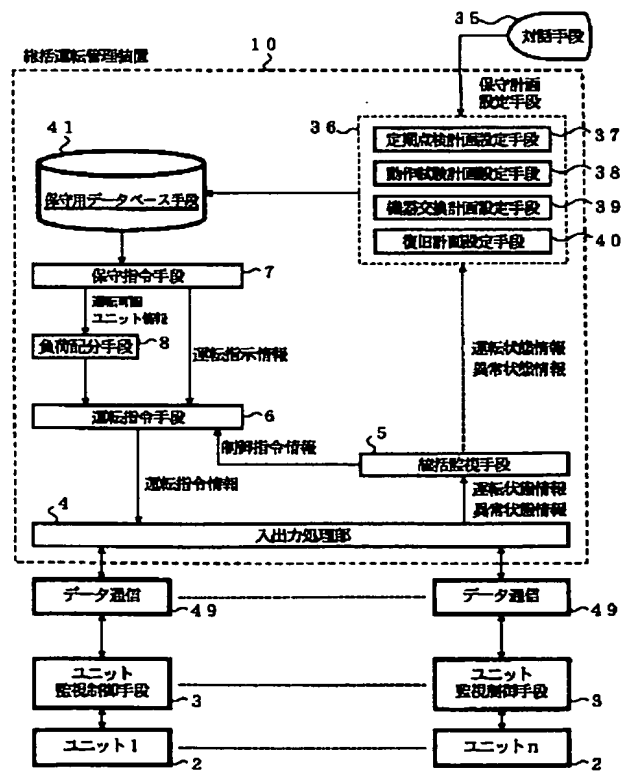 35
対話手段
統括運転管理装置
10
保守計画
設定手段
36
定期点検計画設定手段
37
動作試験計画設定手段
38
機器交換計画設定手段
39
復旧計画設定手段
40
41
保守用データベース手段
保守指令手段
7
運転可能
ユニット情報
負荷配分手段
8
運転指示情報
運転状態情報
異常状態情報
運転指令手段
6
制御指令情報
5
統括監視手段
運転指令情報
運転状態情報
異常状態情報
4
入出力処理部
データ通信
49
データ通信
49
ユニット
監視制御手段
3
ユニット
監視制御手段
3
ユニット1
2
ユニットn
2